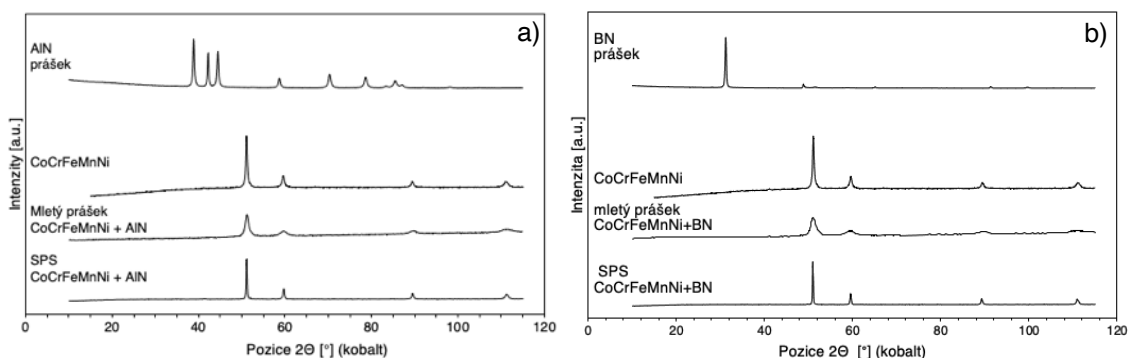 a)
Intenzity [a.u.]
AlN
prášek
CoCrFeMnNi
Mletý prášek
CoCrFeMnNi + AlN
SPS
CoCrFeMnNi + AlN
0 20 40 60 80 100 120
Pozice 2Θ [°] (kobalt)
b)
Intenzita [a.u.]
BN
prášek
CoCrFeMnNi
mletý prášek
CoCrFeMnNi+BN
SPS
CoCrFeMnNi+BN
0 20 40 60 80 100 120
Pozice 2Θ [°] (kobalt)